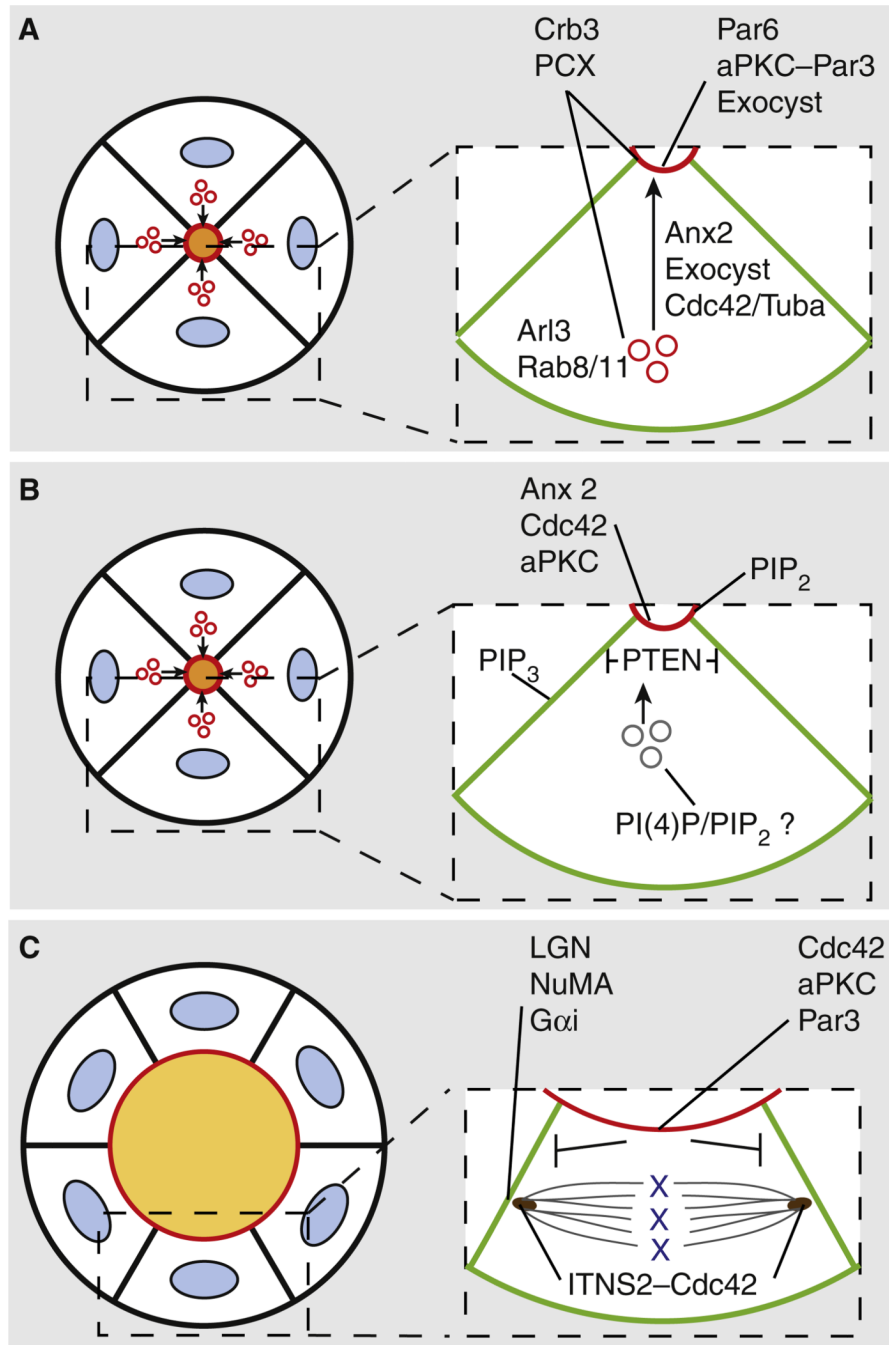 A
Crb3
PCX
Par6
aPKC–Par3
Exocyst
Anx2
Exocyst
Cdc42/Tuba
Arl3
Rab8/11
B
Anx 2
Cdc42
aPKC
PIP2
PIP3
PTEN
PI(4)P/PIP2 ?
C
LGN
NuMA
Gαi
Cdc42
aPKC
Par3
X
X
X
ITNS2–Cdc42